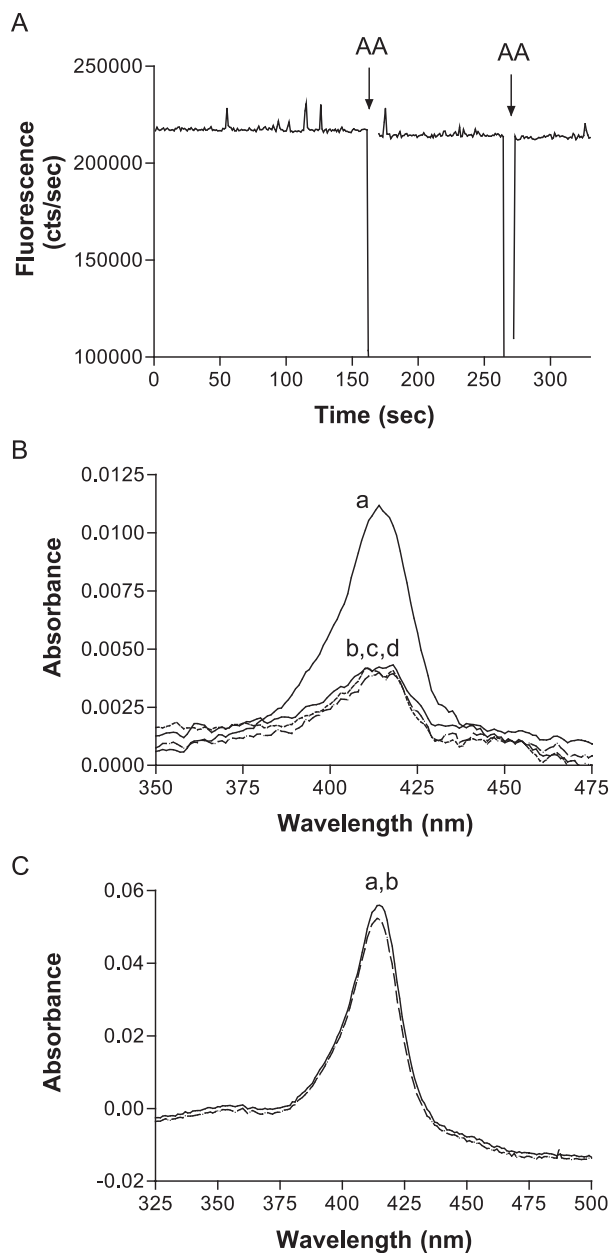 A
AA AA
250000
200000
150000
100000
Fluorescence
(cts/sec)
0 50 100 150 200 250 300
Time (sec)
B
0.0125
0.0100
0.0075
0.0050
0.0025
0.0000
Absorbance
a
b,c,d
350 375 400 425 450 475
Wavelength (nm)
C
0.06
0.04
0.02
0.00
-0.02
Absorbance
a,b
325 350 375 400 425 450 475 500
Wavelength (nm)